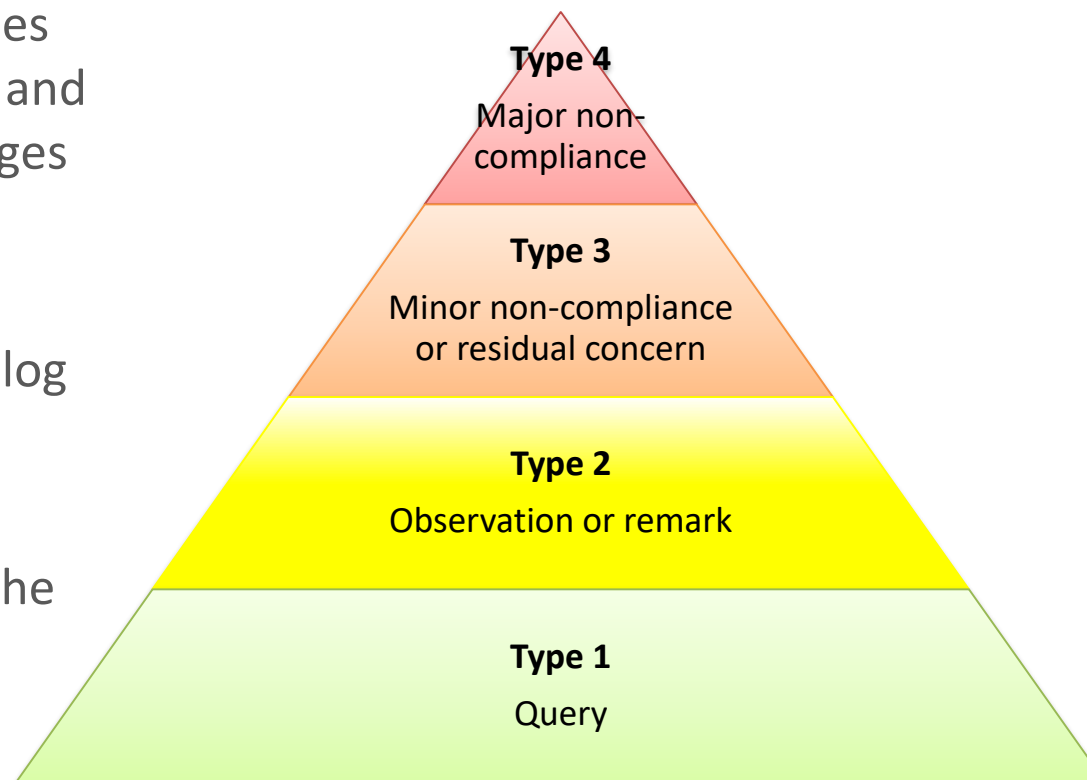 es
and
ges
log
he
Type 4
Major non-
compliance
Type 3
Minor non-compliance
or residual concern
Type 2
Observation or remark
Type 1
Query